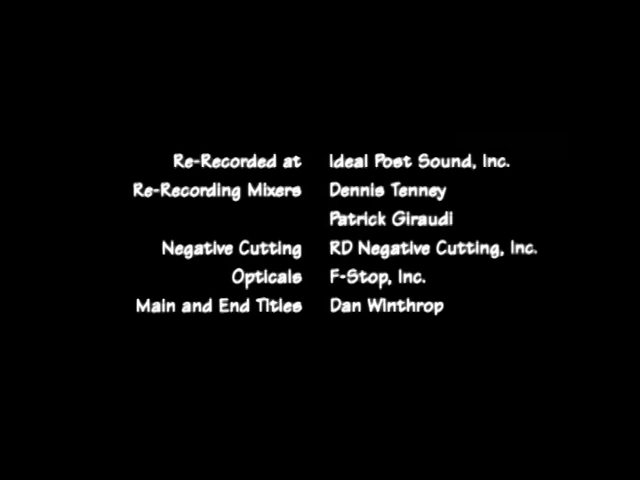 Re-Recorded at Ideal Post Sound, Inc.
Re-Recording Mixers Dennis Tenney
Patrick Giraudi
Negative Cutting RD Negative Cutting, Inc.
Opticals F-Stop, Inc.
Main and End Titles Dan Winthrop